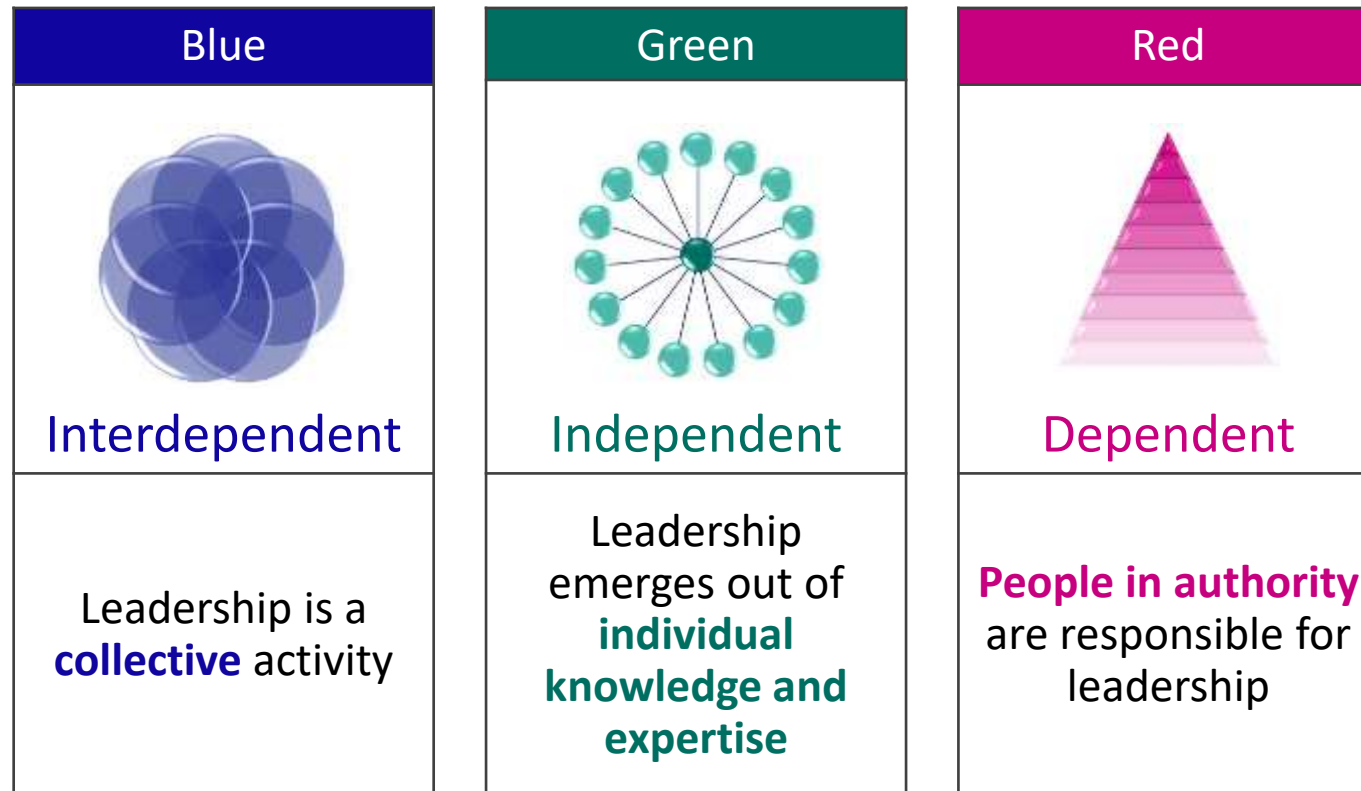 Blue
Interdependent
Leadership is a
collective activity
Green
Independent
Leadership
emerges out of
individual
knowledge and
expertise
Red
Dependent
People in authority
are responsible for
leadership